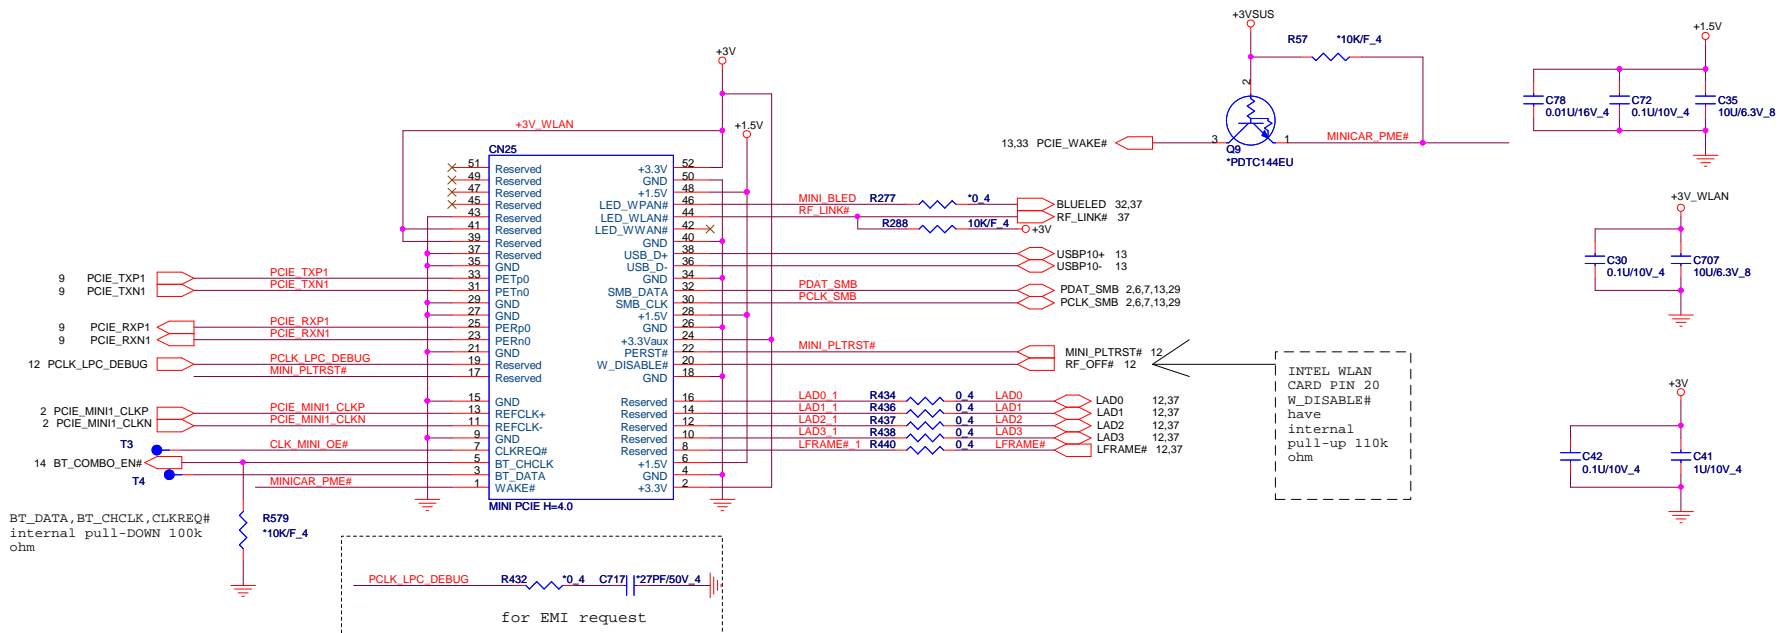 +3VSUS
R57 *10K/F_4
2
13,33 PCIE_WAKE# 3 1 MINICAR_PME#
Q9
*PDTC144EU
+1.5V
C78
0.01U/16V_4
C72
0.1U/10V_4
C35
10U/6.3V_8
+3V
+3V_WLAN
+1.5V
CN25
51 Reserved +3.3V 52
49 Reserved GND 50
47 Reserved +1.5V 48
45 Reserved LED_WPAN# 46 MINI_BLED R277 *0_4 BLUELED 32,37
43 Reserved LED_WLAN# 44 RF_LINK# RF_LINK# 37
41 Reserved LED_WWAN# 42 R288 10K/F_4 +3V
39 Reserved GND 40
37 Reserved USB_D+ 38 USBP10+ 13
35 GND USB_D- 36 USBP10- 13
9 PCIE_TXP1 PCIE_TXP1 33 PETp0 GND 34
9 PCIE_TXN1 PCIE_TXN1 31 PETn0 SMB_DATA 32 PDAT_SMB PDAT_SMB 2,6,7,13,29
29 GND SMB_CLK 30 PCLK_SMB PCLK_SMB 2,6,7,13,29
27 GND +1.5V 28
9 PCIE_RXP1 PCIE_RXP1 25 PERp0 GND 26
9 PCIE_RXN1 PCIE_RXN1 23 PERn0 +3.3Vaux 24
21 GND PERST# 22 MINI_PLTRST# MINI_PLTRST# 12
12 PCLK_LPC_DEBUG PCLK_LPC_DEBUG 19 Reserved W_DISABLE# 20 RF_OFF# 12
MINI_PLTRST# 17 Reserved GND 18
15 GND Reserved 16 LAD0_1 R434 0_4 LAD0 LAD0 12,37
2 PCIE_MINI1_CLKP PCIE_MINI1_CLKP 13 REFCLK+ Reserved 14 LAD1_1 R436 0_4 LAD1 LAD1 12,37
2 PCIE_MINI1_CLKN PCIE_MINI1_CLKN 11 REFCLK- Reserved 12 LAD2_1 R437 0_4 LAD2 LAD2 12,37
9 GND Reserved 10 LAD3_1 R438 0_4 LAD3 LAD3 12,37
T3 CLK_MINI_OE# 7 CLKREQ# Reserved 8 LFRAME#_1 R440 0_4 LFRAME# LFRAME# 12,37
14 BT_COMBO_EN# 5 BT_CHCLK +1.5V 6
T4 3 BT_DATA GND 4
MINICAR_PME# 1 WAKE# +3.3V 2
MINI PCIE H=4.0
INTEL WLAN
CARD PIN 20
W_DISABLE#
have
internal
pull-up 110k
ohm
+3V_WLAN
C30
0.1U/10V_4
C707
10U/6.3V_8
+3V
C42
0.1U/10V_4
C41
1U/10V_4
BT_DATA,BT_CHCLK,CLKREQ#
internal pull-DOWN 100k
ohm
R579
*10K/F_4
PCLK_LPC_DEBUG R432 *0_4 C717 *27PF/50V_4
for EMI request